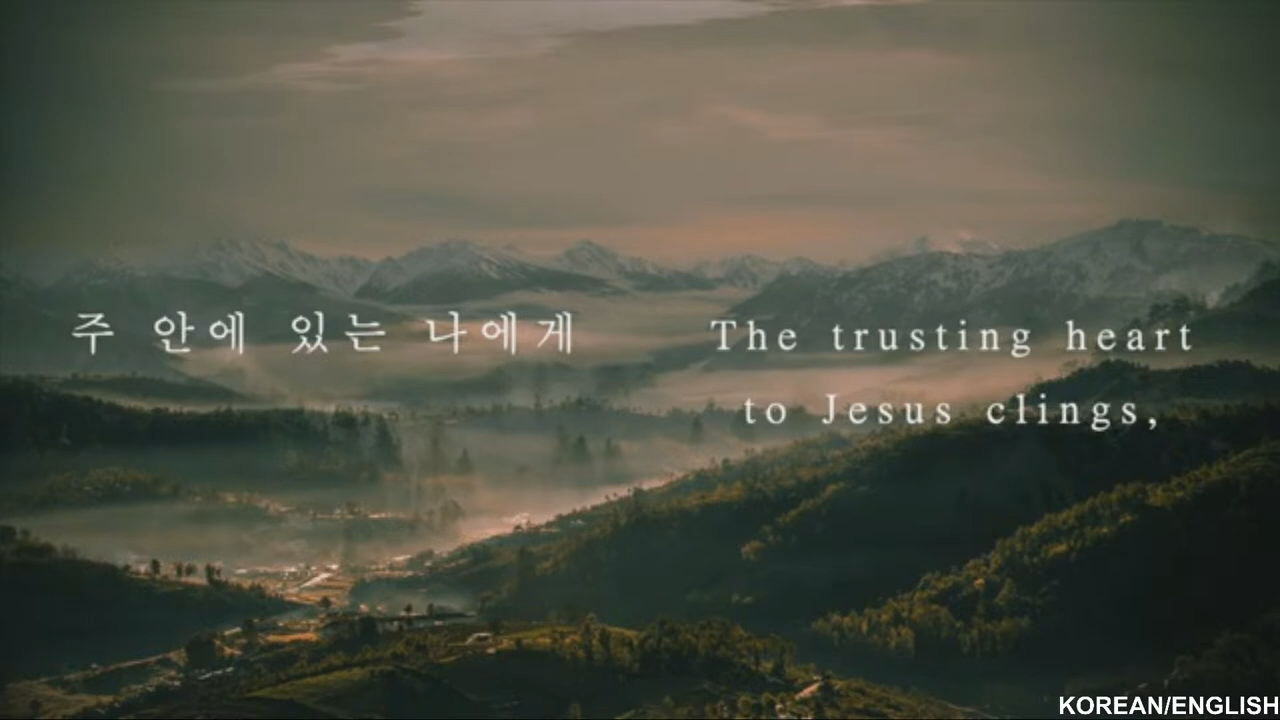 주 안에 있는 나에게
The trusting heart
to Jesus clings,
KOREAN/ENGLISH